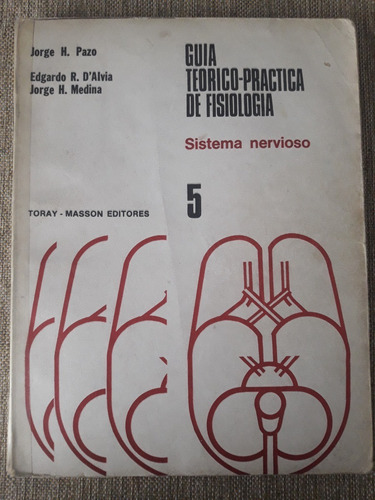 Jorge H. Pazo
Edgardo R. D'Alvia
Jorge H. Medina
GUIA
TEORICO-PRACTICA
DE FISIOLOGIA
Sistema nervioso
TORAY - MASSON EDITORES
5